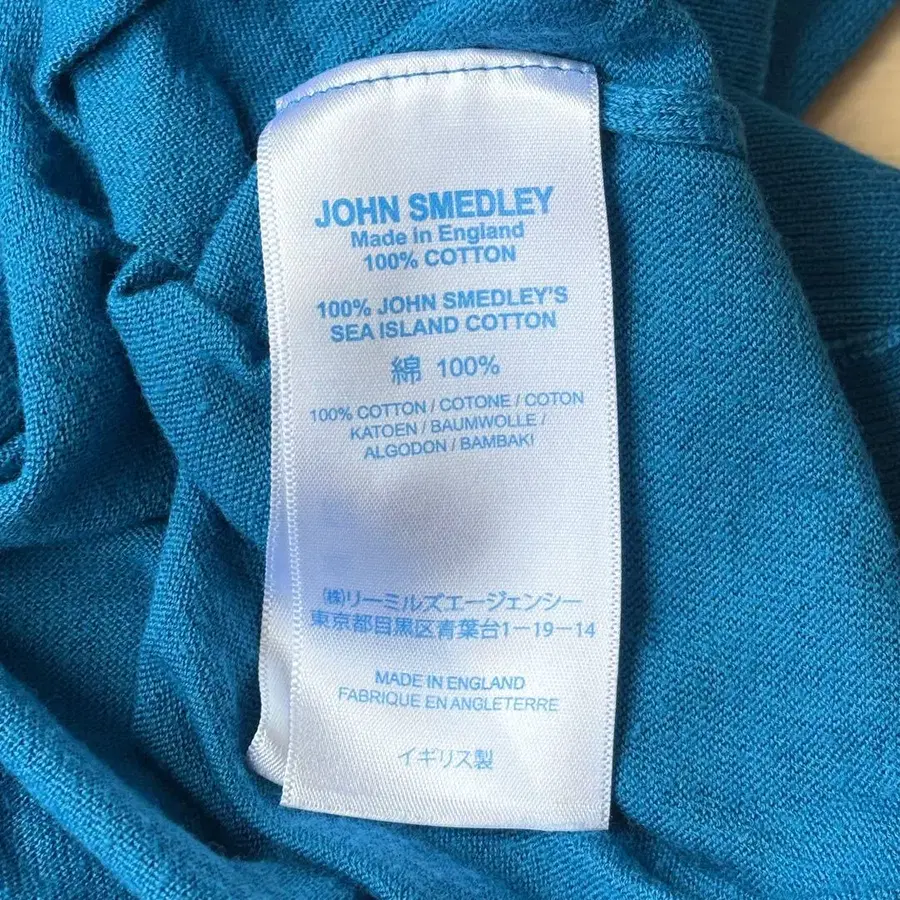 JOHN SMEDLEY
Made in England
100% COTTON
100% JOHN SMEDLEY'S
SEA ISLAND COTTON
綿 100%
100% COTTON / COTONE / COTON
KATOEN / BAUMWOLLE /
ALGODON / BAMBAKI
㈱リーミルズエージェンシー
東京都目黒区青葉台1-19-14
MADE IN ENGLAND
FABRIQUE EN ANGLETERRE
イギリス製